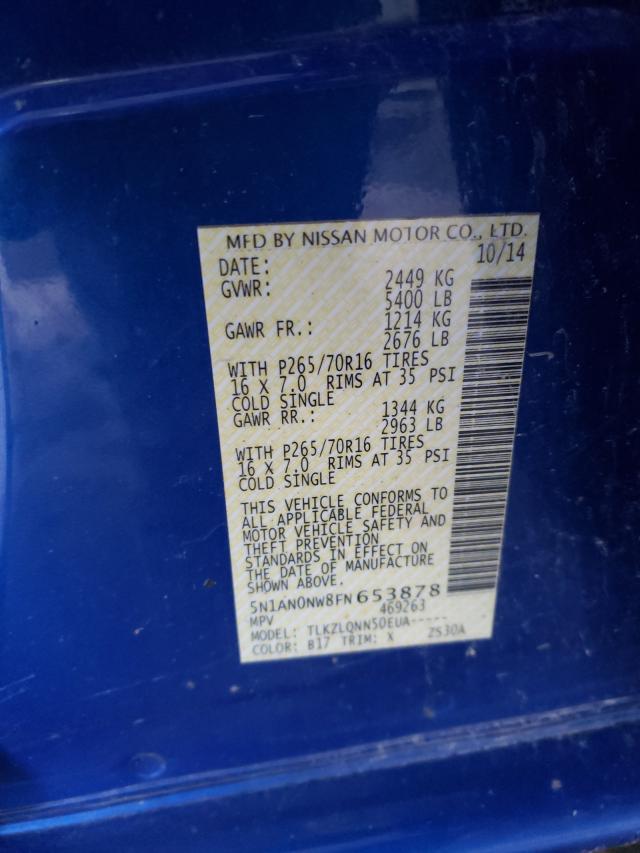 MFD BY NISSAN MOTOR CO., LTD.
DATE: 10/14
GVWR: 2449 KG
5400 LB
GAWR FR.: 1214 KG
2676 LB
WITH P265/70R16 TIRES
16 X 7.0 RIMS AT 35 PSI
COLD SINGLE
GAWR RR.: 1344 KG
2963 LB
WITH P265/70R16 TIRES
16 X 7.0 RIMS AT 35 PSI
COLD SINGLE
THIS VEHICLE CONFORMS TO
ALL APPLICABLE FEDERAL
MOTOR VEHICLE SAFETY AND
THEFT PREVENTION
STANDARDS IN EFFECT ON
THE DATE OF MANUFACTURE
SHOWN ABOVE.
5N1AN0NW8FN653878
MPV 469263
MODEL: TLKZLQNN50EUA-----
COLOR: B17 TRIM: X ZS30A